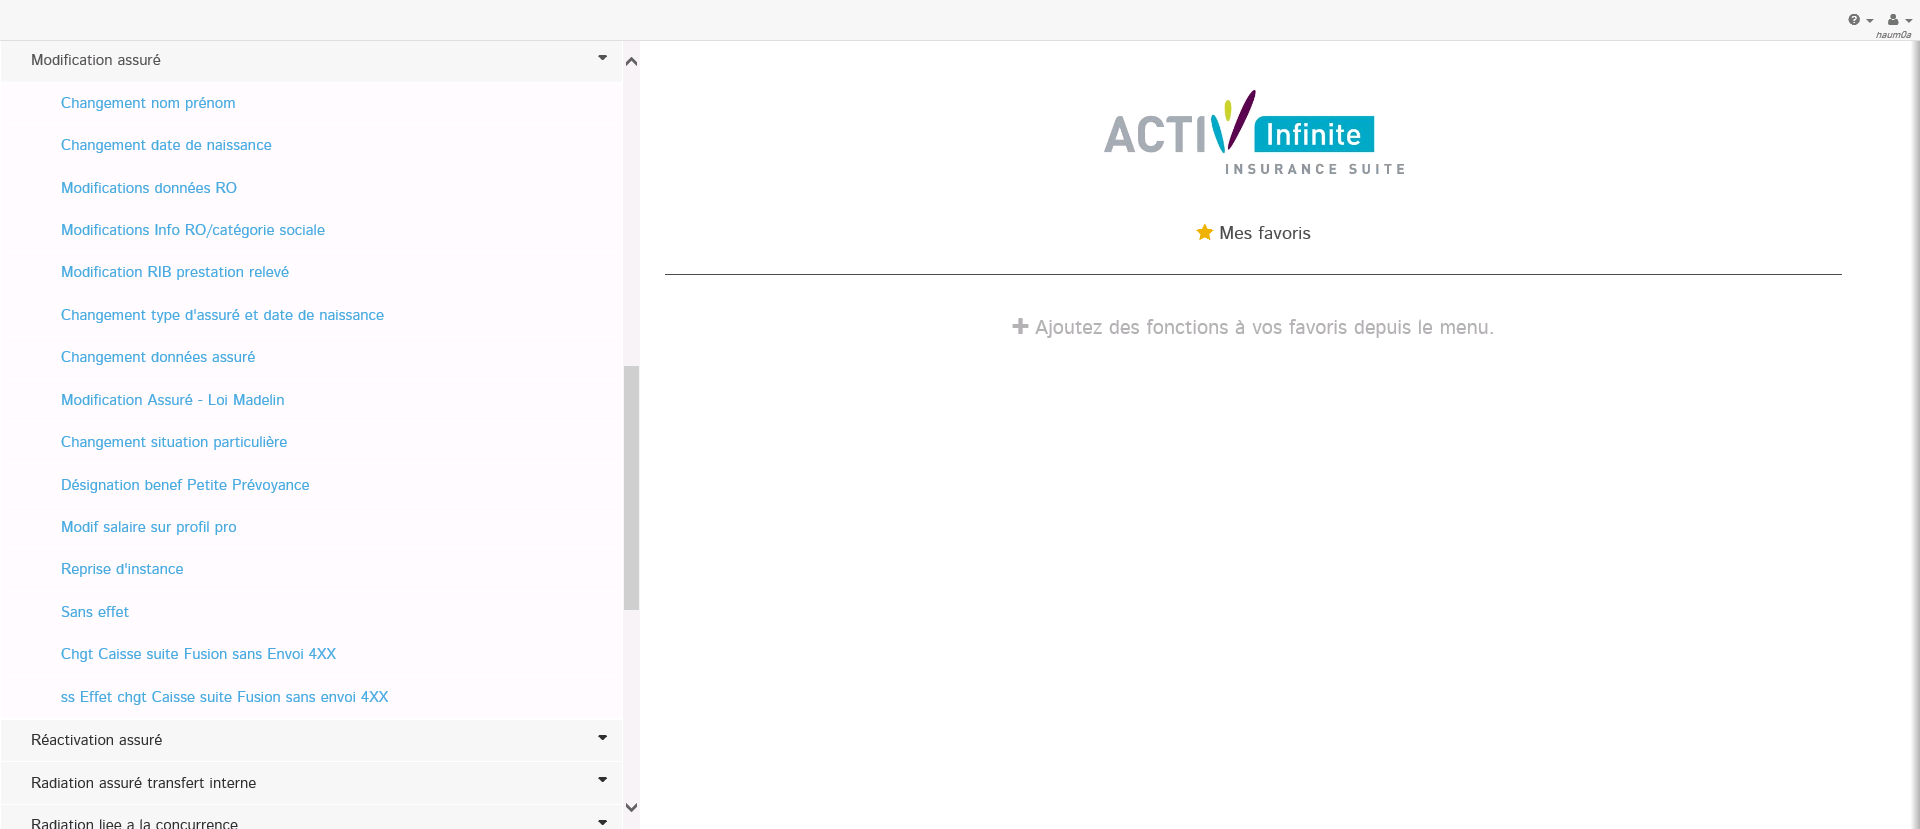 haum0a
Modification assuré
Changement nom prénom
Changement date de naissance
Modifications données RO
Modifications Info RO/catégorie sociale
Modification RIB prestation relevé
Changement type d'assuré et date de naissance
Changement données assuré
Modification Assuré - Loi Madelin
Changement situation particulière
Désignation benef Petite Prévoyance
Modif salaire sur profil pro
Reprise d'instance
Sans effet
Chgt Caisse suite Fusion sans Envoi 4XX
ss Effet chgt Caisse suite Fusion sans envoi 4XX
Réactivation assuré
Radiation assuré transfert interne
Radiation liee a la concurrence
ACTIV Infinite
INSURANCE SUITE
Mes favoris
Ajoutez des fonctions à vos favoris depuis le menu.